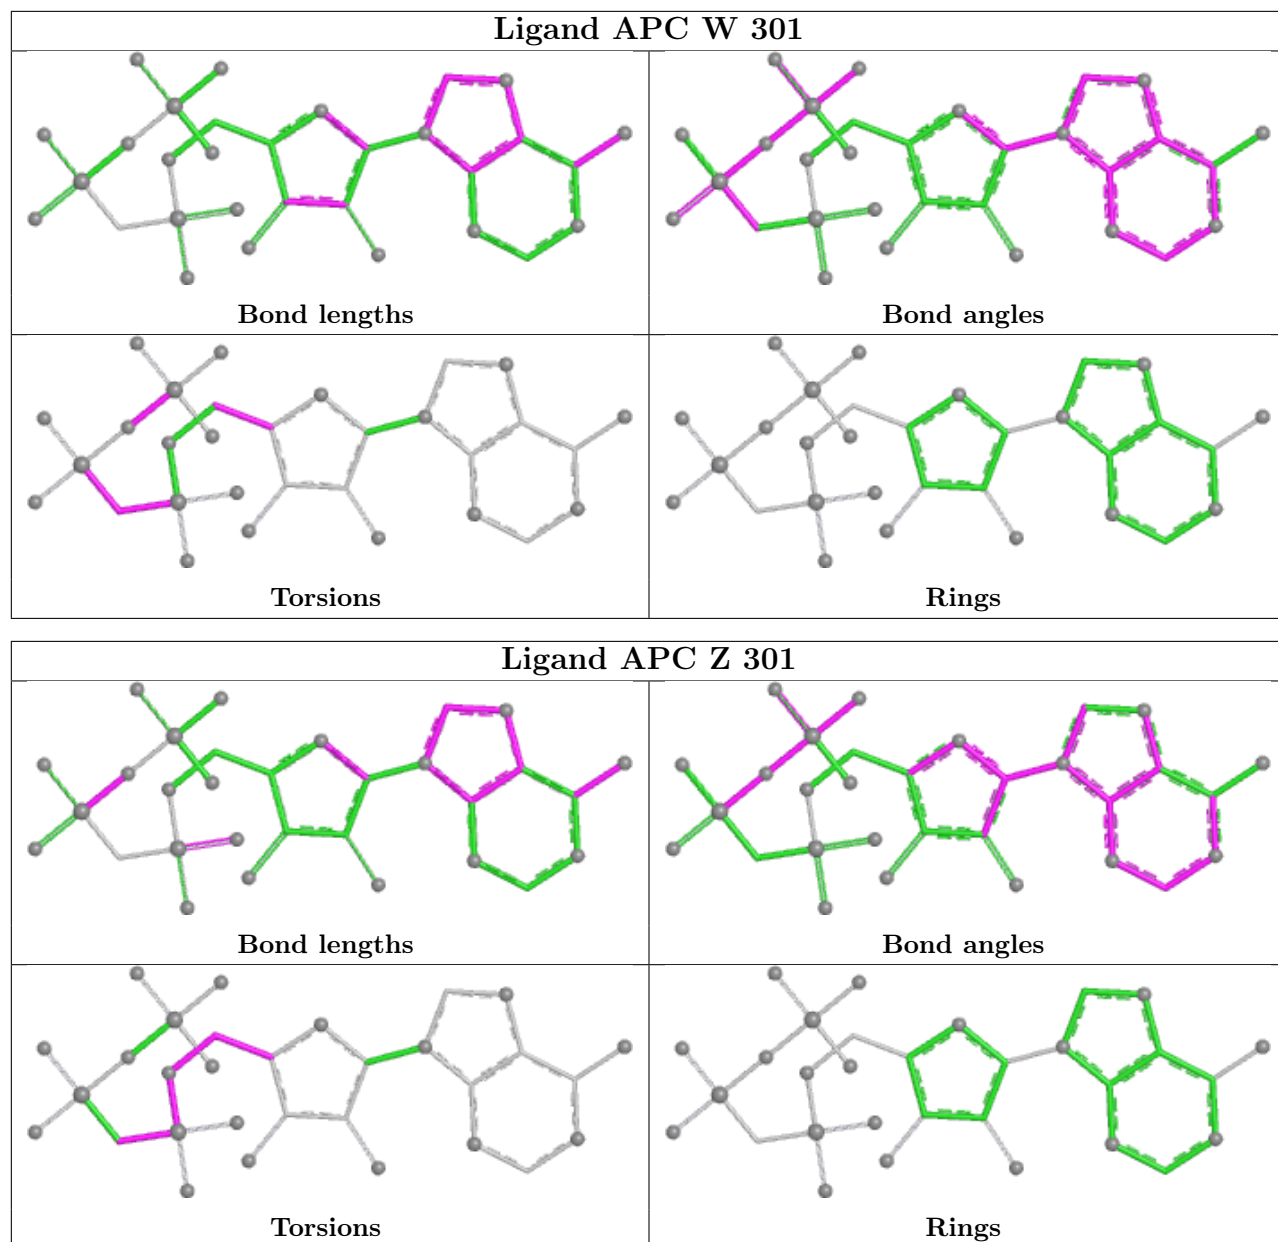 Ligand APC W 301
Bond lengths
Bond angles
Torsions
Rings
Ligand APC Z 301
Bond lengths
Bond angles
Torsions
Rings